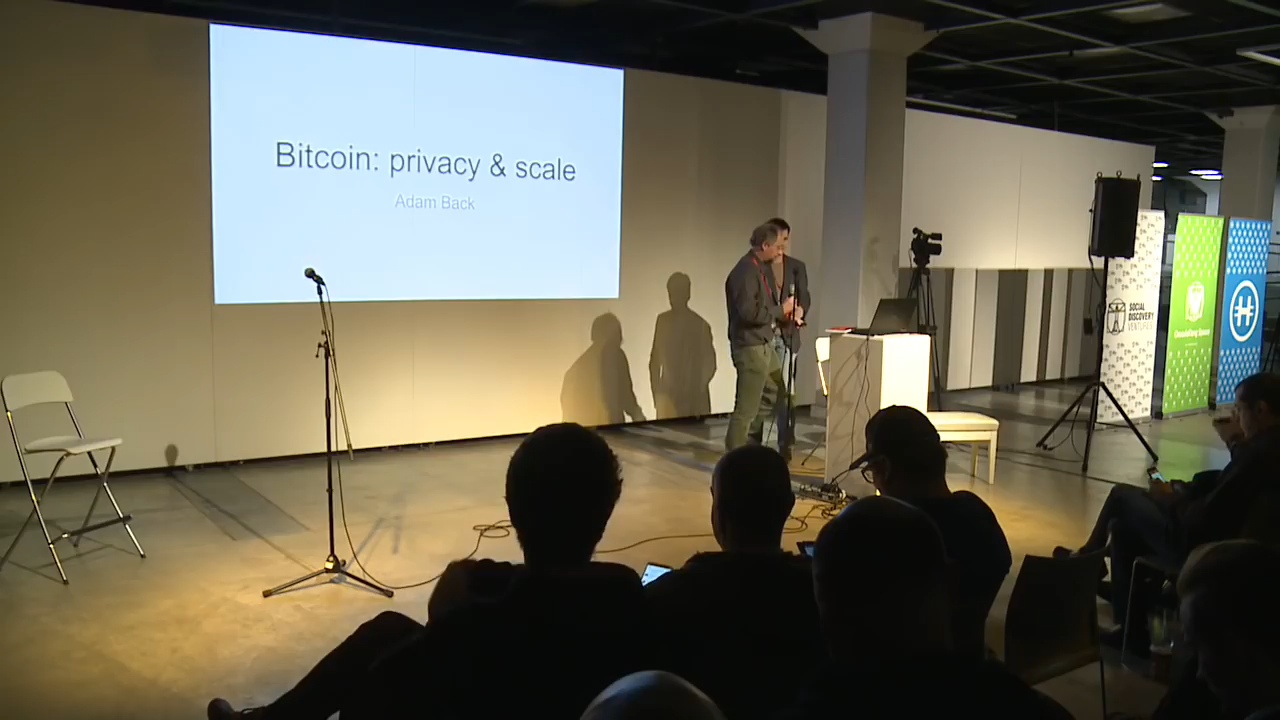 Bitcoin: privacy & scale
Adam Back
SOCIAL
DISCOVERY
VENTURES